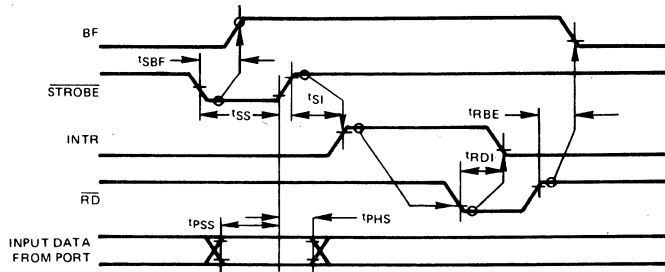 BF
tSBF
STROBE
tSS
tSI
tRBE
INTR
tRDI
RD
tPSS
tPHS
INPUT DATA
FROM PORT